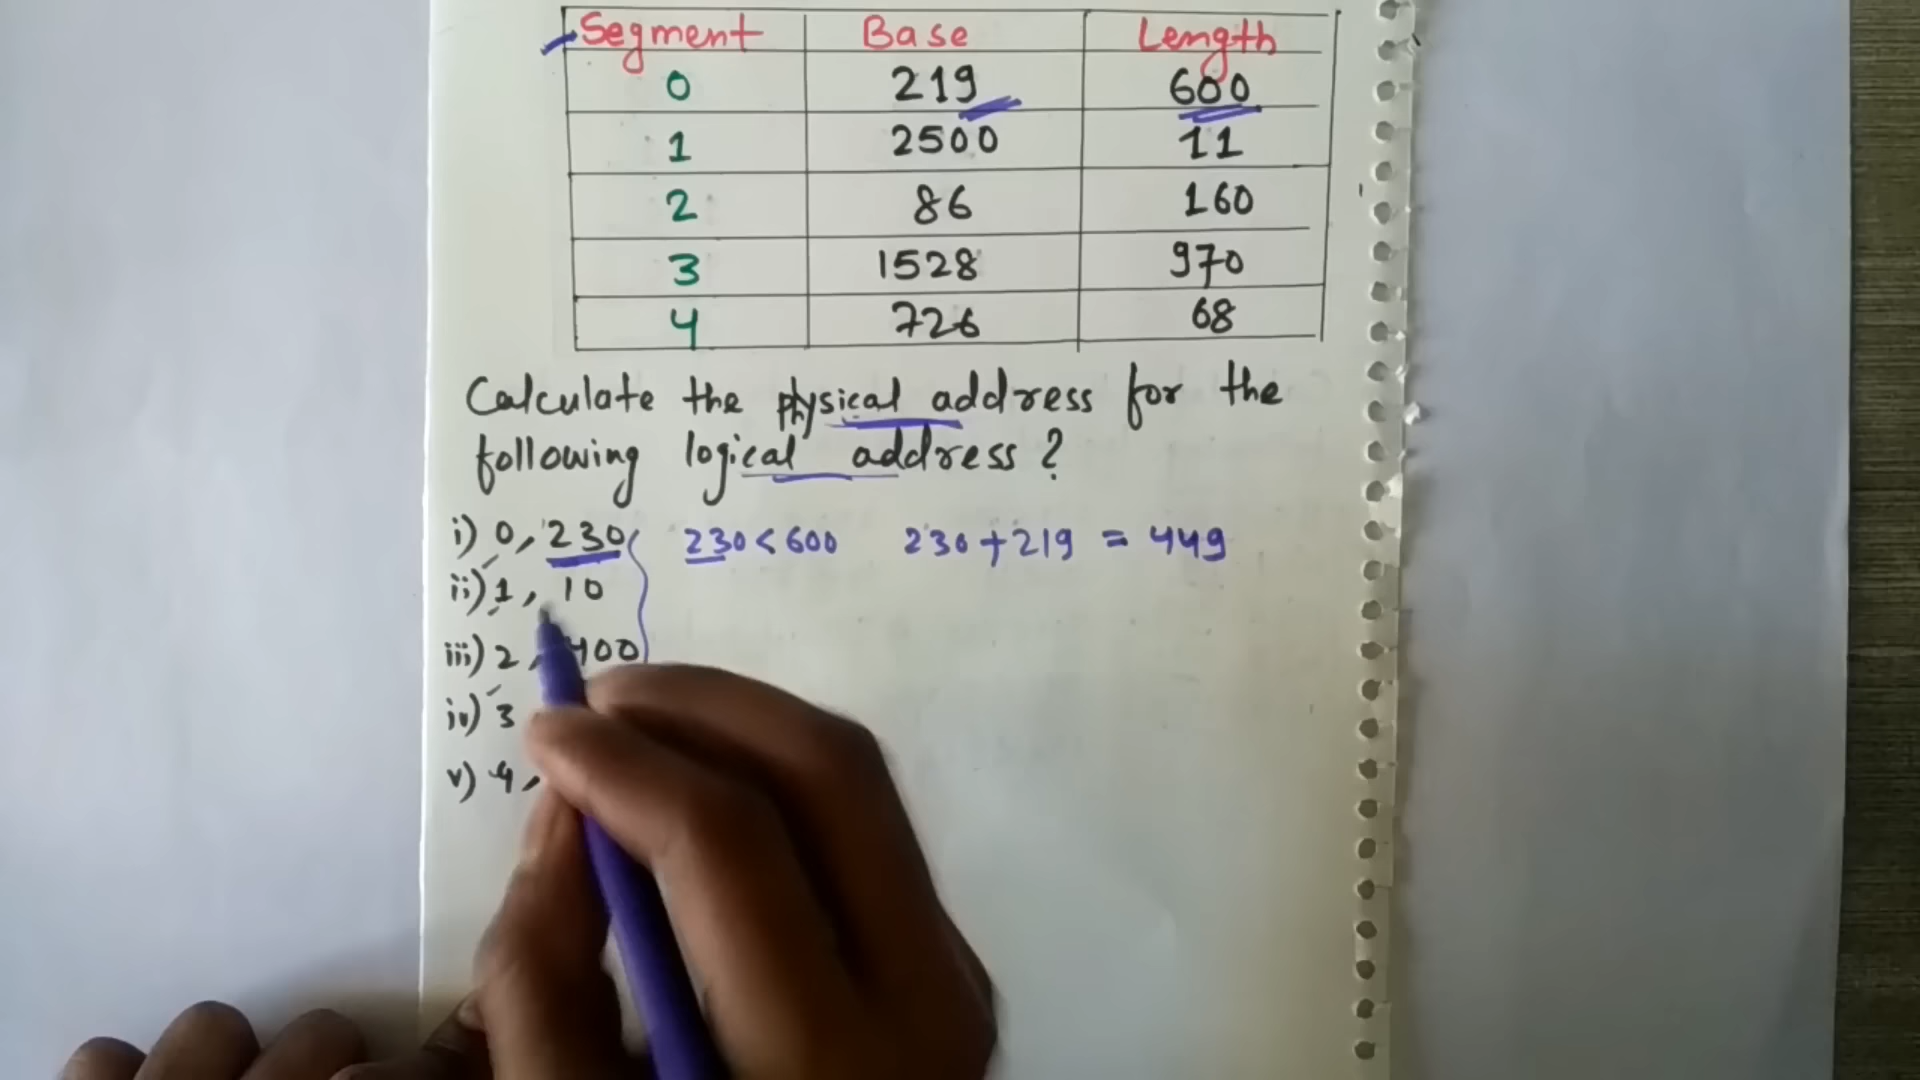 Segment Base Length
0 219 600
1 2500 11
2 86 160
3 1528 970
4 726 68
Calculate the physical address for the
following logical address?
i) 0, 230 230<600 230+219 = 449
ii) 1, 10
iii) 2, 400
iv) 3
v) 4,